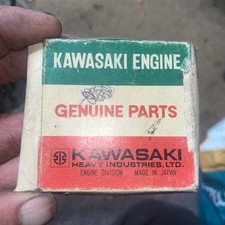 KAWASAKI ENGINE
GENUINE PARTS
KAWASAKI
HEAVY INDUSTRIES, LTD.
ENGINE DIVISION MADE IN JAPAN